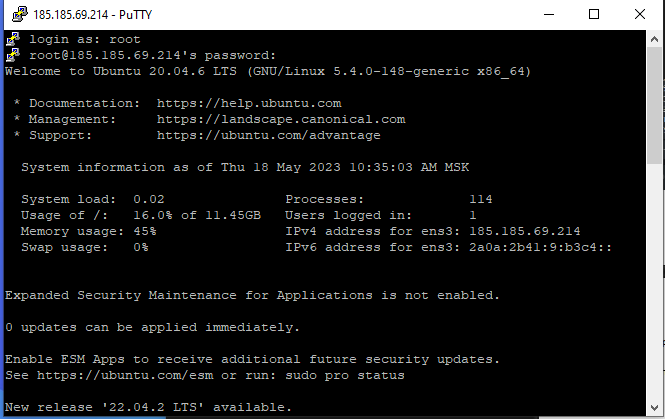 185.185.69.214 - PuTTY
login as: root
root@185.185.69.214's password:
Welcome to Ubuntu 20.04.6 LTS (GNU/Linux 5.4.0-148-generic x86_64)
* Documentation:  https://help.ubuntu.com
* Management:     https://landscape.canonical.com
* Support:        https://ubuntu.com/advantage
System information as of Thu 18 May 2023 10:35:03 AM MSK
System load:  0.02               Processes:             114
Usage of /:   16.0% of 11.45GB   Users logged in:       1
Memory usage: 45%                IPv4 address for ens3: 185.185.69.214
Swap usage:   0%                 IPv6 address for ens3: 2a0a:2b41:9:b3c4::
Expanded Security Maintenance for Applications is not enabled.
0 updates can be applied immediately.
Enable ESM Apps to receive additional future security updates.
See https://ubuntu.com/esm or run: sudo pro status
New release '22.04.2 LTS' available.